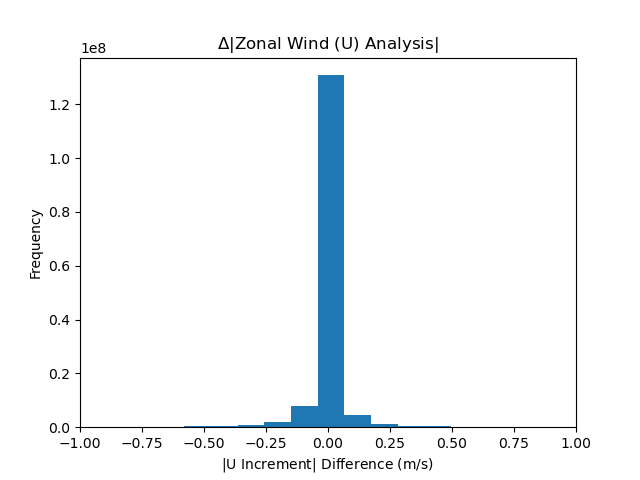 Δ|Zonal Wind (U) Analysis|
1e8
1.2
1.0
0.8
0.6
0.4
0.2
0.0
Frequency
−1.00 −0.75 −0.50 −0.25 0.00 0.25 0.50 0.75 1.00
|U Increment| Difference (m/s)